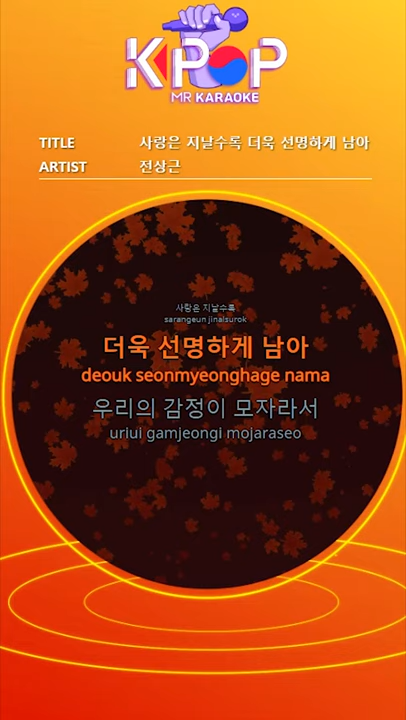 KPOP
MR KARAOKE
TITLE 사랑은 지날수록 더욱 선명하게 남아
ARTIST 전상근
사랑은 지날수록
sarangeun jinalsurok
더욱 선명하게 남아
deouk seonmyeonghage nama
우리의 감정이 모자라서
uriui gamjeongi mojaraseo